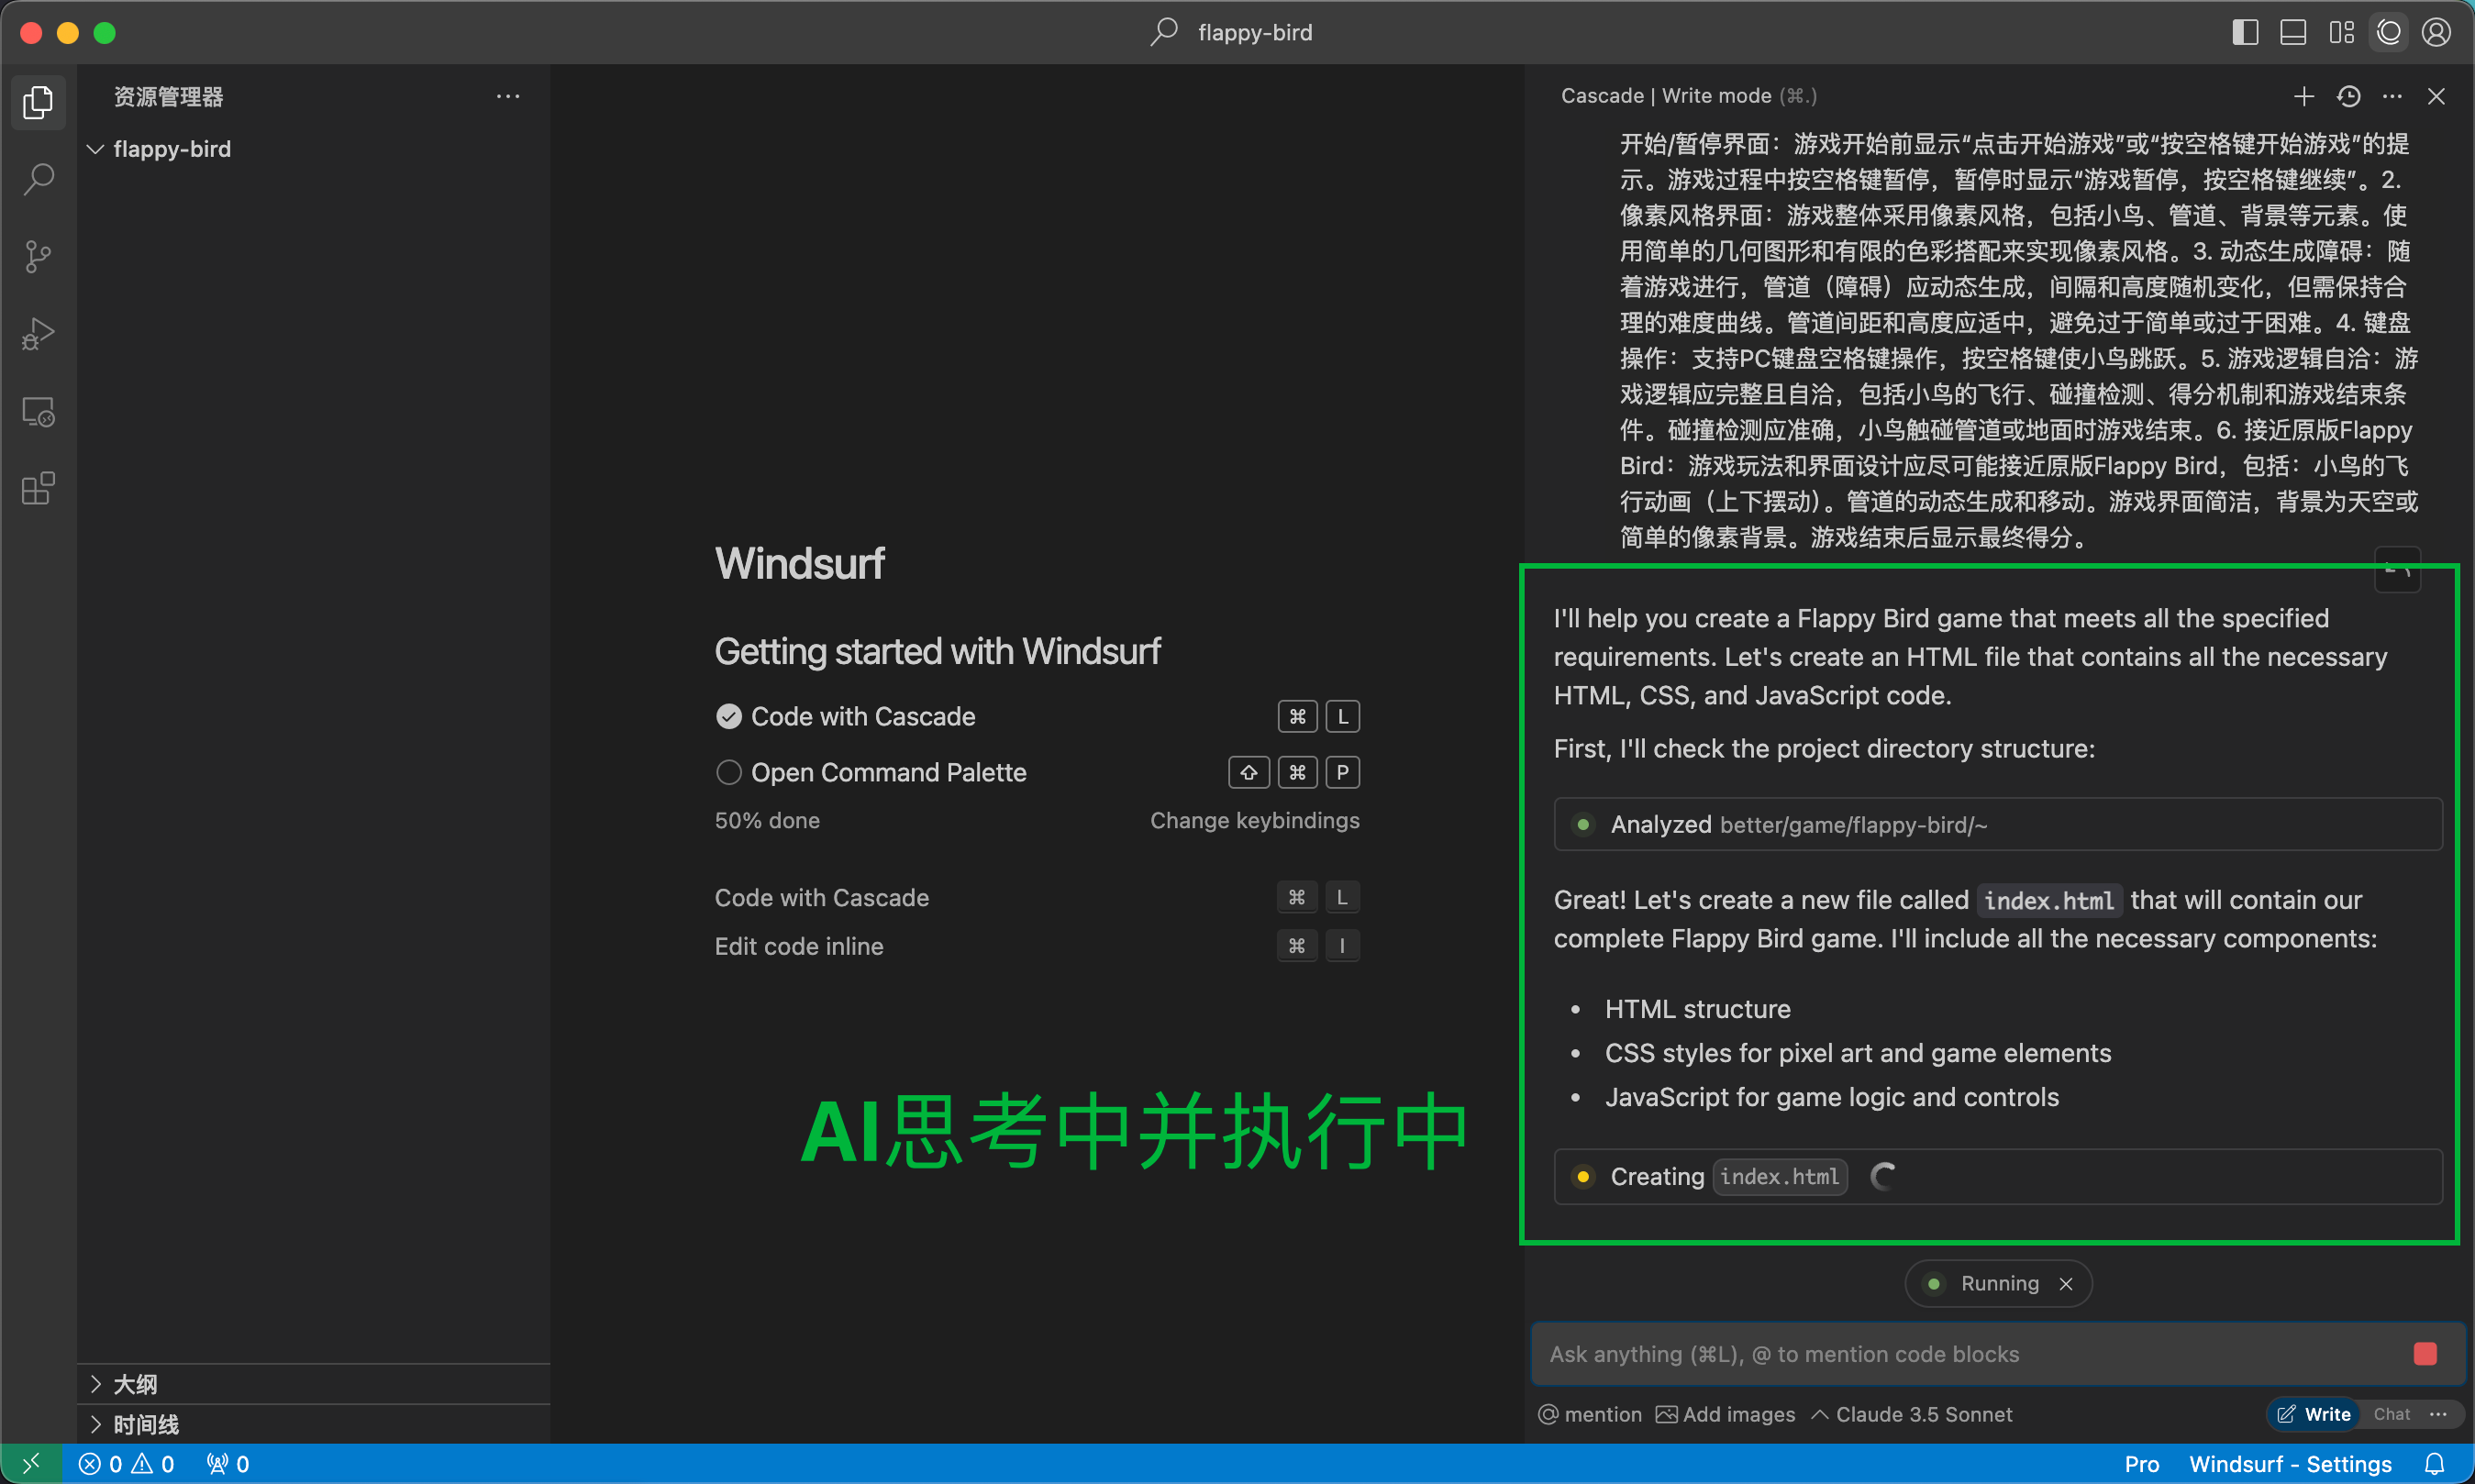 flappy-bird
资源管理器
flappy-bird
大纲
时间线
Windsurf
Getting started with Windsurf
Code with Cascade ⌘ L
Open Command Palette ⇧ ⌘ P
50% done Change keybindings
Code with Cascade ⌘ L
Edit code inline ⌘ I
AI思考中并执行中
Cascade | Write mode (⌘.)
开始/暂停界面：游戏开始前显示“点击开始游戏”或“按空格键开始游戏”的提
示。游戏过程中按空格键暂停，暂停时显示“游戏暂停，按空格键继续”。2.
像素风格界面：游戏整体采用像素风格，包括小鸟、管道、背景等元素。使
用简单的几何图形和有限的色彩搭配来实现像素风格。3. 动态生成障碍：随
着游戏进行，管道（障碍）应动态生成，间隔和高度随机变化，但需保持合
理的难度曲线。管道间距和高度应适中，避免过于简单或过于困难。4. 键盘
操作：支持PC键盘空格键操作，按空格键使小鸟跳跃。5. 游戏逻辑自洽：游
戏逻辑应完整且自洽，包括小鸟的飞行、碰撞检测、得分机制和游戏结束条
件。碰撞检测应准确，小鸟触碰管道或地面时游戏结束。6. 接近原版Flappy
Bird：游戏玩法和界面设计应尽可能接近原版Flappy Bird，包括：小鸟的飞
行动画（上下摆动）。管道的动态生成和移动。游戏界面简洁，背景为天空或
简单的像素背景。游戏结束后显示最终得分。
I'll help you create a Flappy Bird game that meets all the specified
requirements. Let's create an HTML file that contains all the necessary
HTML, CSS, and JavaScript code.
First, I'll check the project directory structure:
Analyzed better/game/flappy-bird/~
Great! Let's create a new file called index.html that will contain our
complete Flappy Bird game. I'll include all the necessary components:
• HTML structure
• CSS styles for pixel art and game elements
• JavaScript for game logic and controls
Creating index.html
Running
Ask anything (⌘L), @ to mention code blocks
@ mention Add images Claude 3.5 Sonnet Write Chat
0 0 0 Pro Windsurf - Settings